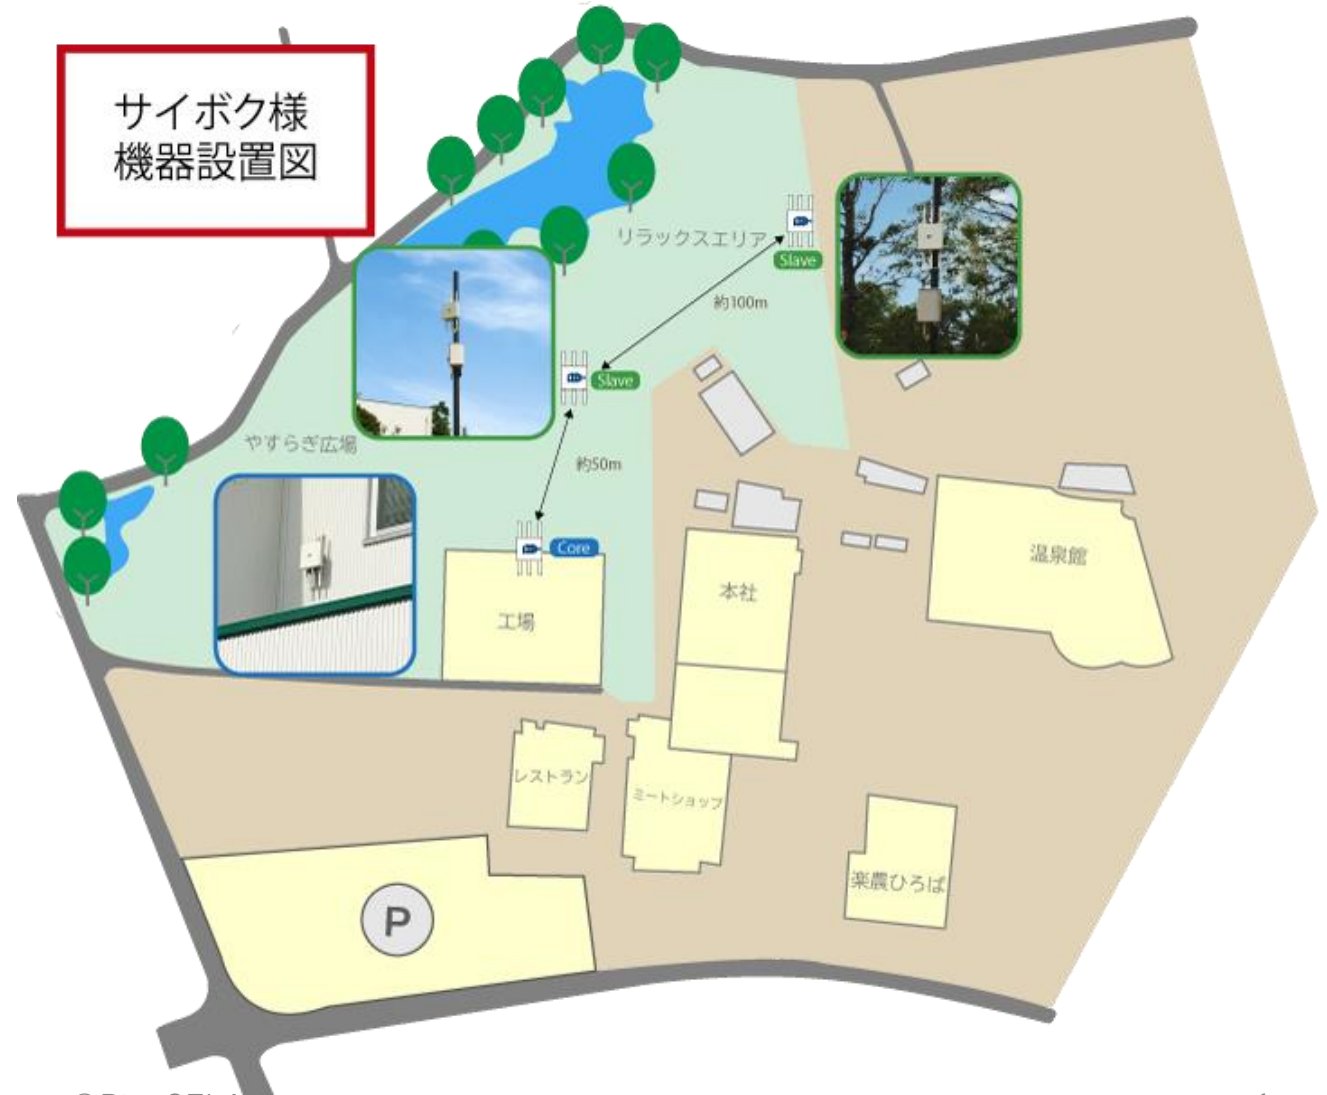 サイボク様
機器設置図
リラックスエリア
Slave
約100m
Slave
やすらぎ広場
約50m
Core
工場
本社
温泉館
レストラン
ミートショップ
楽農ひろば
P